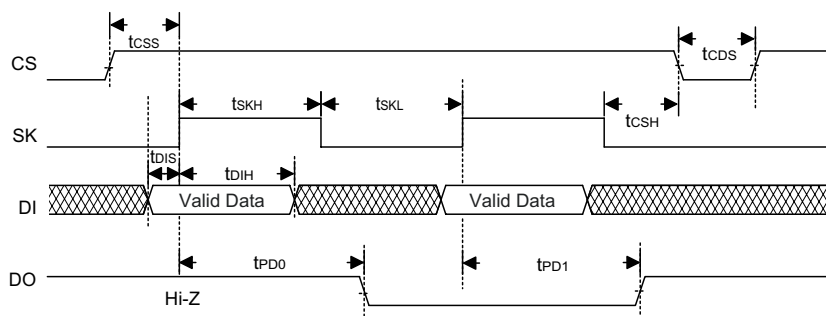 tCSS
tCDS
CS
tSKH
tSKL
tCSH
SK
tDIS
tDIH
DI
Valid Data
Valid Data
tPD0
tPD1
DO
Hi-Z